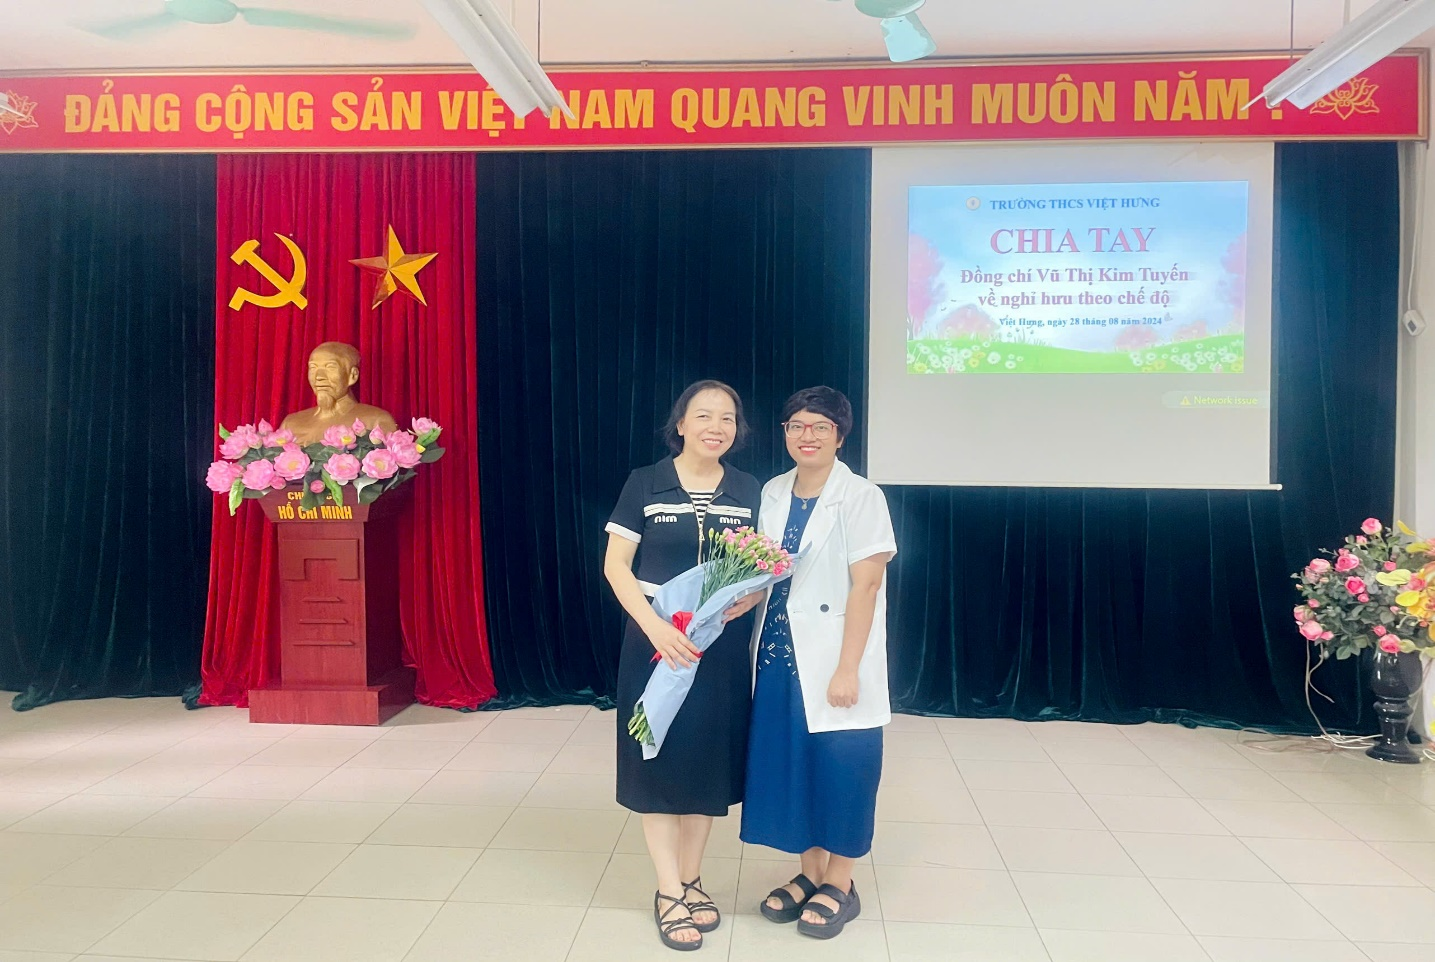 ĐẢNG CỘNG SẢN VIỆT NAM QUANG VINH MUÔN NĂM !
TRƯỜNG THCS VIỆT HƯNG
CHIA TAY
Đồng chí Vũ Thị Kim Tuyến
về nghỉ hưu theo chế độ
Việt Hưng, ngày 28 tháng 08 năm 2024
Network issue
HỒ CHÍ MINH